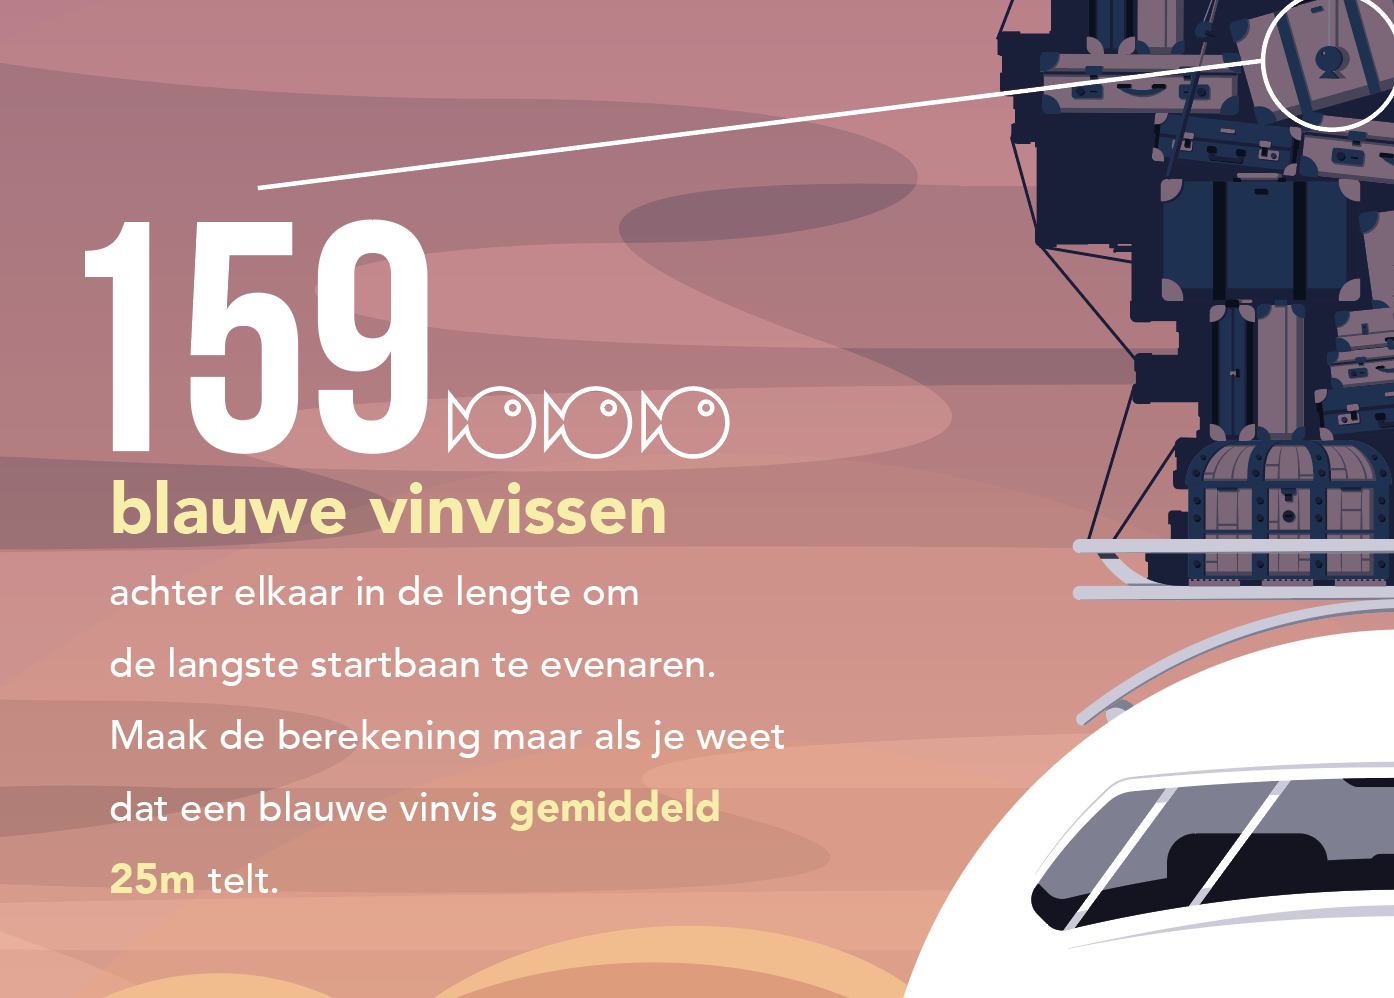 159
blauwe vinvissen
achter elkaar in de lengte om
de langste startbaan te evenaren.
Maak de berekening maar als je weet
dat een blauwe vinvis gemiddeld
25m telt.